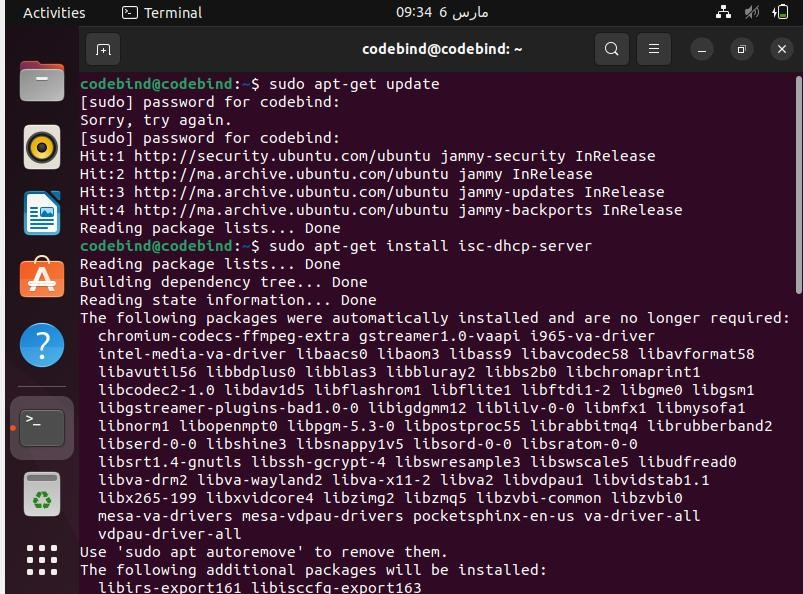 Activities
Terminal
09:34 6 مارس
codebind@codebind: ~
codebind@codebind:~$ sudo apt-get update
[sudo] password for codebind:
Sorry, try again.
[sudo] password for codebind:
Hit:1 http://security.ubuntu.com/ubuntu jammy-security InRelease
Hit:2 http://ma.archive.ubuntu.com/ubuntu jammy InRelease
Hit:3 http://ma.archive.ubuntu.com/ubuntu jammy-updates InRelease
Hit:4 http://ma.archive.ubuntu.com/ubuntu jammy-backports InRelease
Reading package lists... Done
codebind@codebind:~$ sudo apt-get install isc-dhcp-server
Reading package lists... Done
Building dependency tree... Done
Reading state information... Done
The following packages were automatically installed and are no longer required:
chromium-codecs-ffmpeg-extra gstreamer1.0-vaapi i965-va-driver
intel-media-va-driver libaacs0 libaom3 libass9 libavcodec58 libavformat58
libavutil56 libbdplus0 libblas3 libbluray2 libbs2b0 libchromaprint1
libcodec2-1.0 libdav1d5 libflashrom1 libflite1 libftdi1-2 libgme0 libgsm1
libgstreamer-plugins-bad1.0-0 libigdgmm12 liblilv-0-0 libmfx1 libmysofa1
libnorm1 libopenmpt0 libpgm-5.3-0 libpostproc55 librabbitmq4 librubberband2
libserd-0-0 libshine3 libsnappy1v5 libsord-0-0 libsratom-0-0
libsrt1.4-gnutls libssh-gcrypt-4 libswresample3 libswscale5 libudfread0
libva-drm2 libva-wayland2 libva-x11-2 libva2 libvdpau1 libvidstab1.1
libx265-199 libxvidcore4 libzimg2 libzmq5 libzvbi-common libzvbi0
mesa-va-drivers mesa-vdpau-drivers pocketsphinx-en-us va-driver-all
vdpau-driver-all
Use 'sudo apt autoremove' to remove them.
The following additional packages will be installed:
libirs-export161 libisccfg-export163